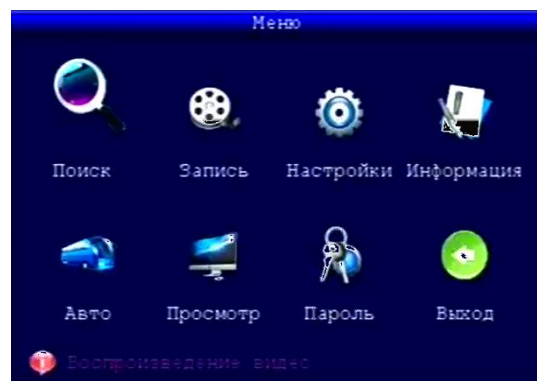 Меню
Поиск Запись Настройки Информация
Авто Просмотр Пароль Выход
Воспроизведение видео